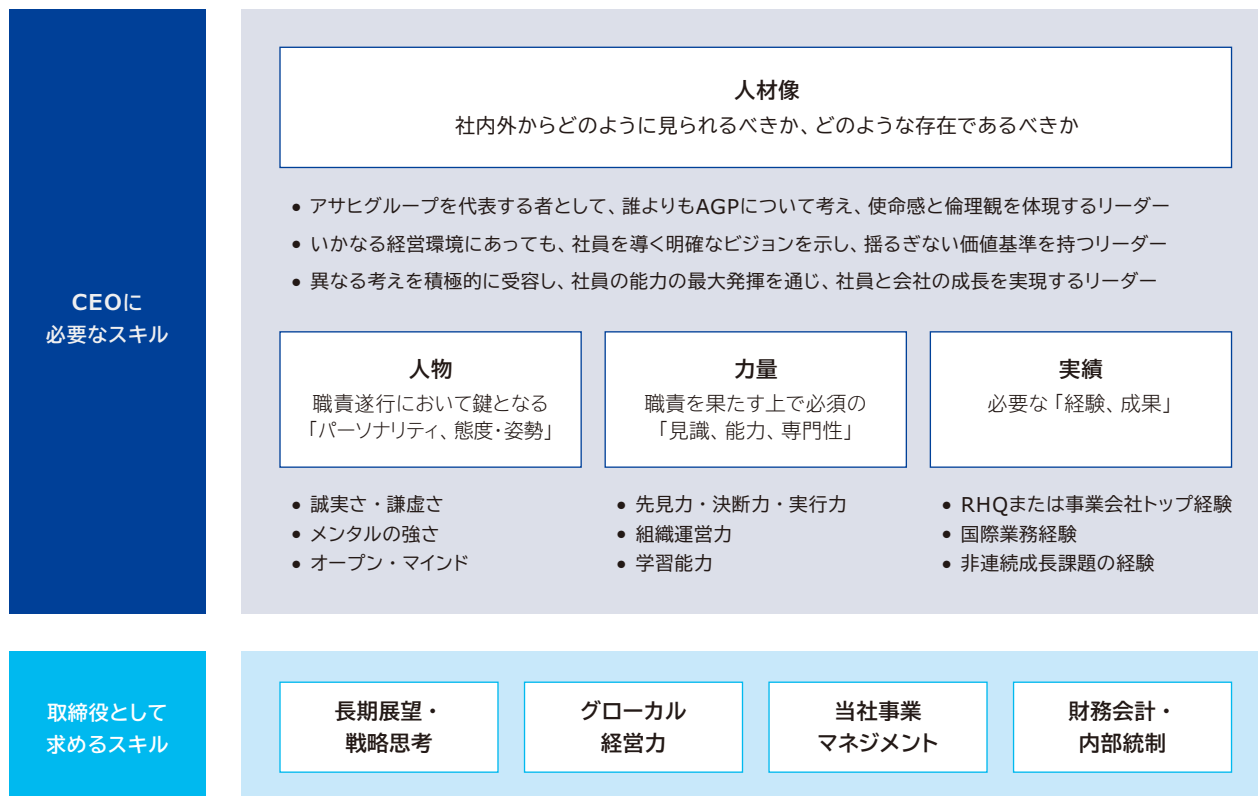 CEOに
必要なスキル
人材像
社内外からどのように見られるべきか、どのような存在であるべきか
• アサヒグループを代表する者として、誰よりもAGPについて考え、使命感と倫理観を体現するリーダー
• いかなる経営環境にあっても、社員を導く明確なビジョンを示し、揺るぎない価値基準を持つリーダー
• 異なる考えを積極的に受容し、社員の能力の最大発揮を通じ、社員と会社の成長を実現するリーダー
人物
職責遂行において鍵となる
「パーソナリティ、態度・姿勢」
• 誠実さ・謙虚さ
• メンタルの強さ
• オープン・マインド
力量
職責を果たす上で必須の
「見識、能力、専門性」
• 先見力・決断力・実行力
• 組織運営力
• 学習能力
実績
必要な「経験、成果」
• RHQまたは事業会社トップ経験
• 国際業務経験
• 非連続成長課題の経験
取締役として
求めるスキル
長期展望・
戦略思考
グローカル
経営力
当社事業
マネジメント
財務会計・
内部統制